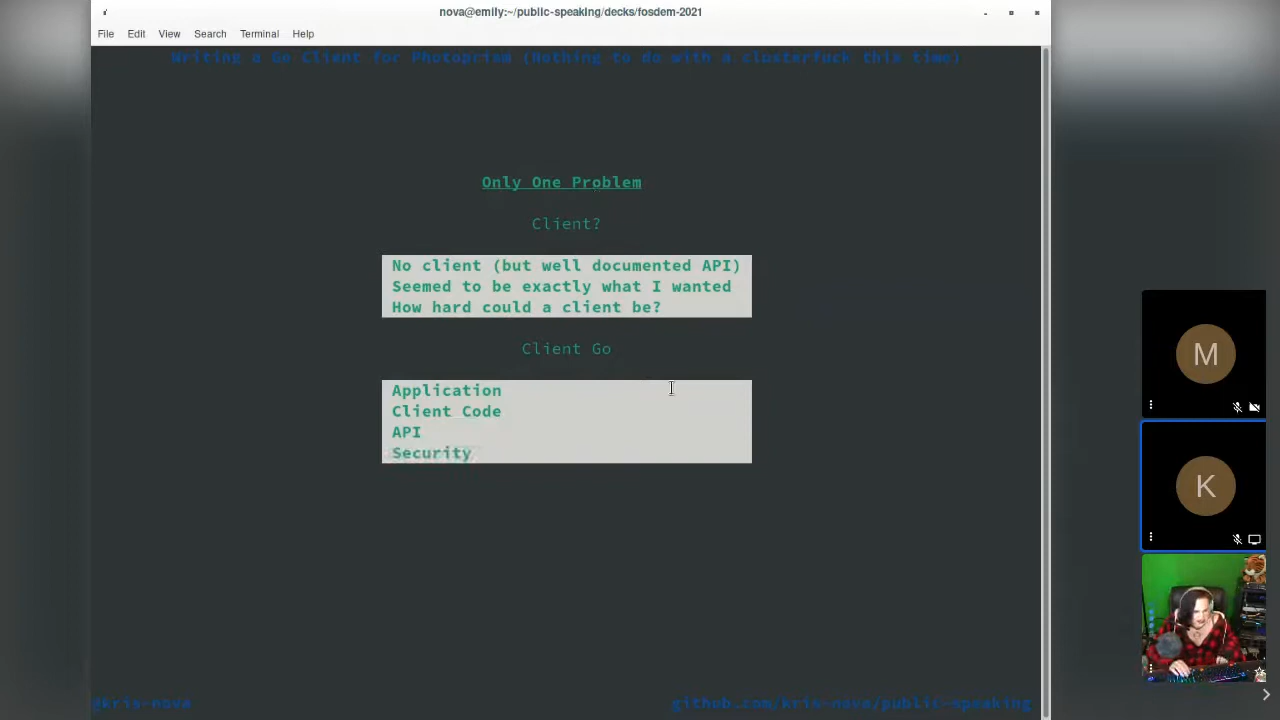 nova@emily:~/public-speaking/decks/fosdem-2021
File Edit View Search Terminal Help
Writing a Go Client for Photoprism (Nothing to do with a clusterfuck this time)
Only One Problem
Client?
No client (but well documented API)
Seemed to be exactly what I wanted
How hard could a client be?
Client Go
Application
Client Code
API
Security
M
K
@kris-nova
github.com/kris-nova/public-speaking